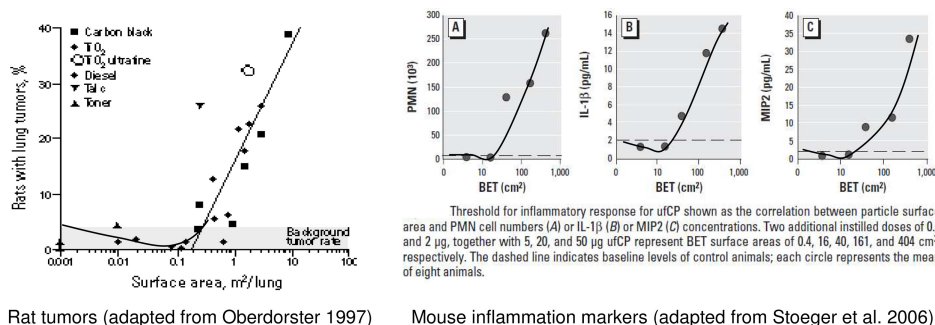 40
30
20
10
0
Rats with lung tumors, %
Carbon black
TiO2
TiO2 ultrafine
Diesel
Talc
Toner
Background
tumor rate
0.001 0.01 0.1 1 10 100
Surface area, m²/lung
Rat tumors (adapted from Oberdorster 1997)
A
300
250
200
150
100
50
0
PMN (10³)
0 10 100 1,000
BET (cm²)
B
16
14
12
10
8
6
4
2
0
IL-1β (pg/mL)
0 10 100 1,000
BET (cm²)
C
40
35
30
25
20
15
10
5
0
MIP2 (pg/mL)
0 10 100 1,000
BET (cm²)
Threshold for inflammatory response for ufCP shown as the correlation between particle surfac
area and PMN cell numbers (A) or IL-1β (B) or MIP2 (C) concentrations. Two additional instilled doses of 0.
and 2 µg, together with 5, 20, and 50 µg ufCP represent BET surface areas of 0.4, 16, 40, 161, and 404 cm²
respectively. The dashed line indicates baseline levels of control animals; each circle represents the mea
of eight animals.
Mouse inflammation markers (adapted from Stoeger et al. 2006)